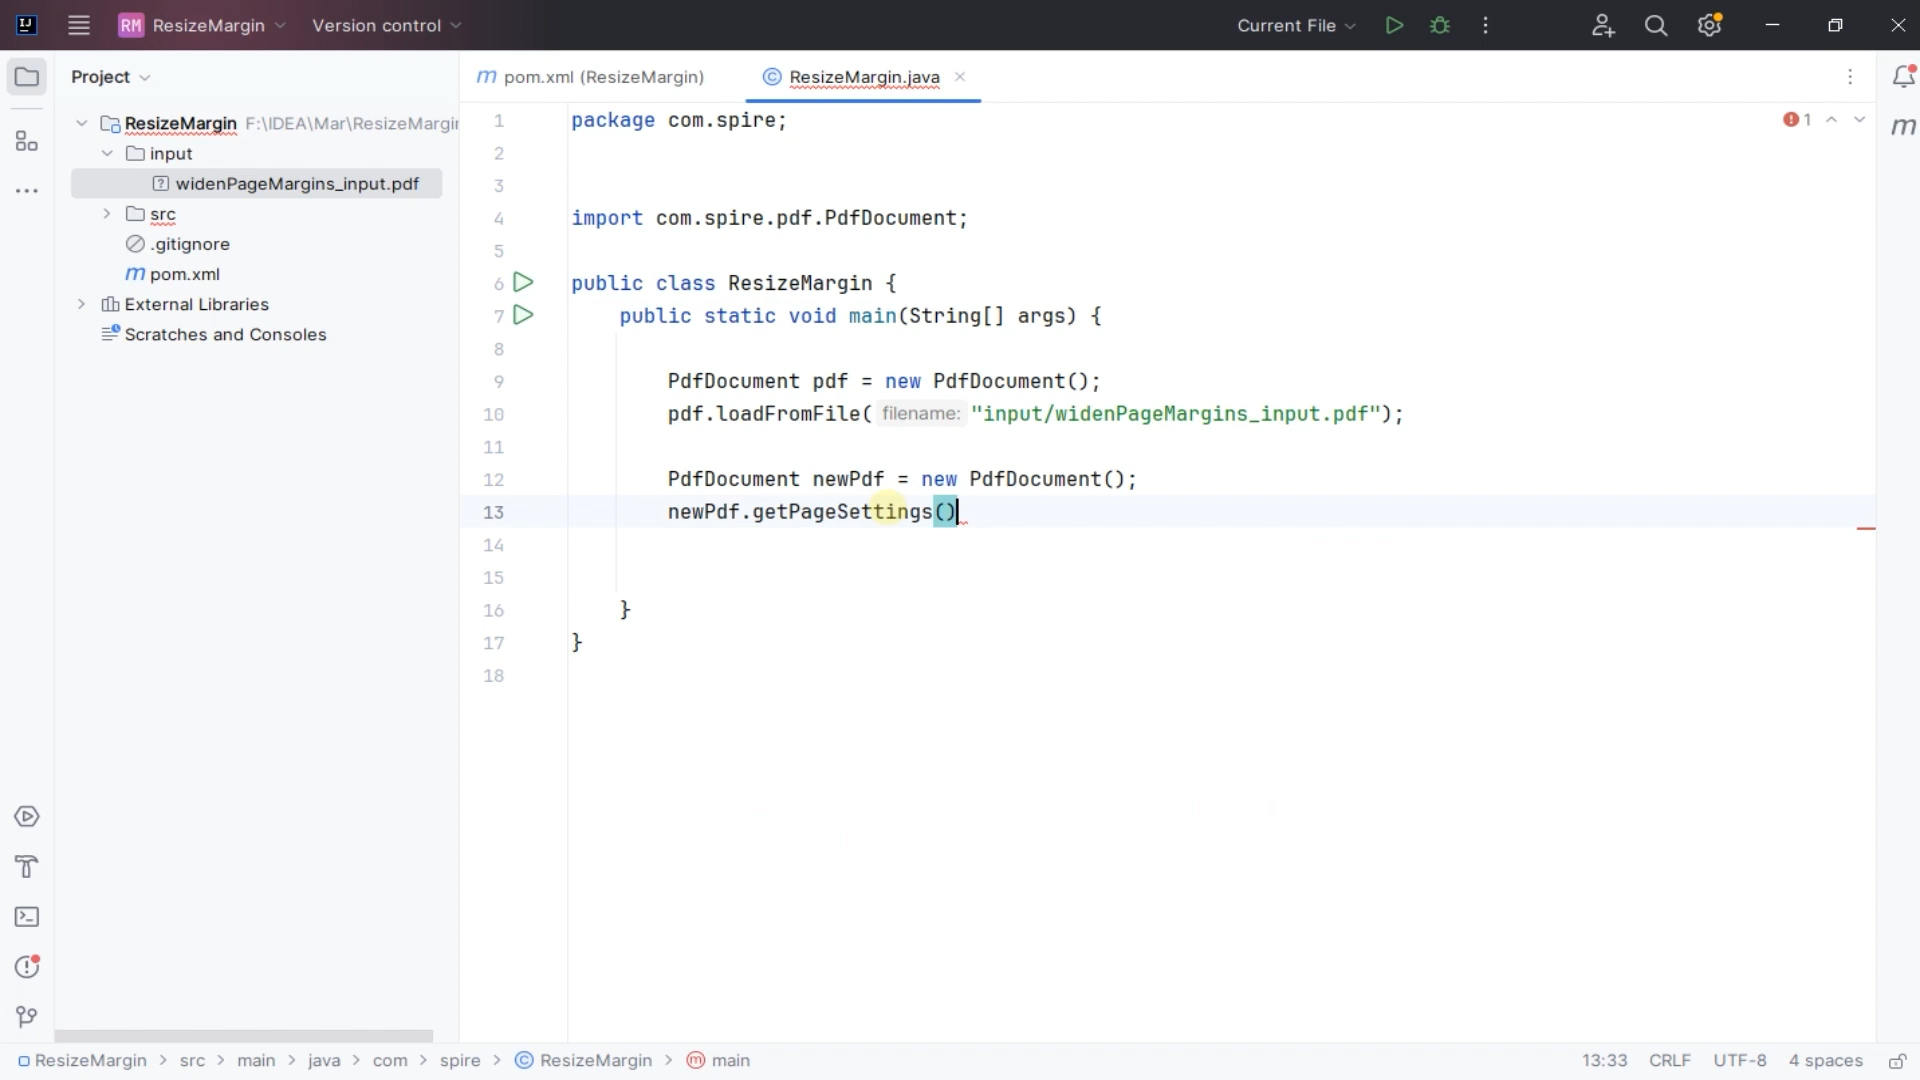 RM ResizeMargin Version control Current File
Project
pom.xml (ResizeMargin) ResizeMargin.java
ResizeMargin F:\IDEA\Mar\ResizeMargin
input
widenPageMargins_input.pdf
src
.gitignore
m pom.xml
External Libraries
Scratches and Consoles
1 package com.spire; 1
2
3
4 import com.spire.pdf.PdfDocument;
5
6 public class ResizeMargin {
7 public static void main(String[] args) {
8
9 PdfDocument pdf = new PdfDocument();
10 pdf.loadFromFile( filename: "input/widenPageMargins_input.pdf");
11
12 PdfDocument newPdf = new PdfDocument();
13 newPdf.getPageSettings()
14
15
16 }
17 }
18
ResizeMargin > src > main > java > com > spire > ResizeMargin > main 13:33 CRLF UTF-8 4 spaces